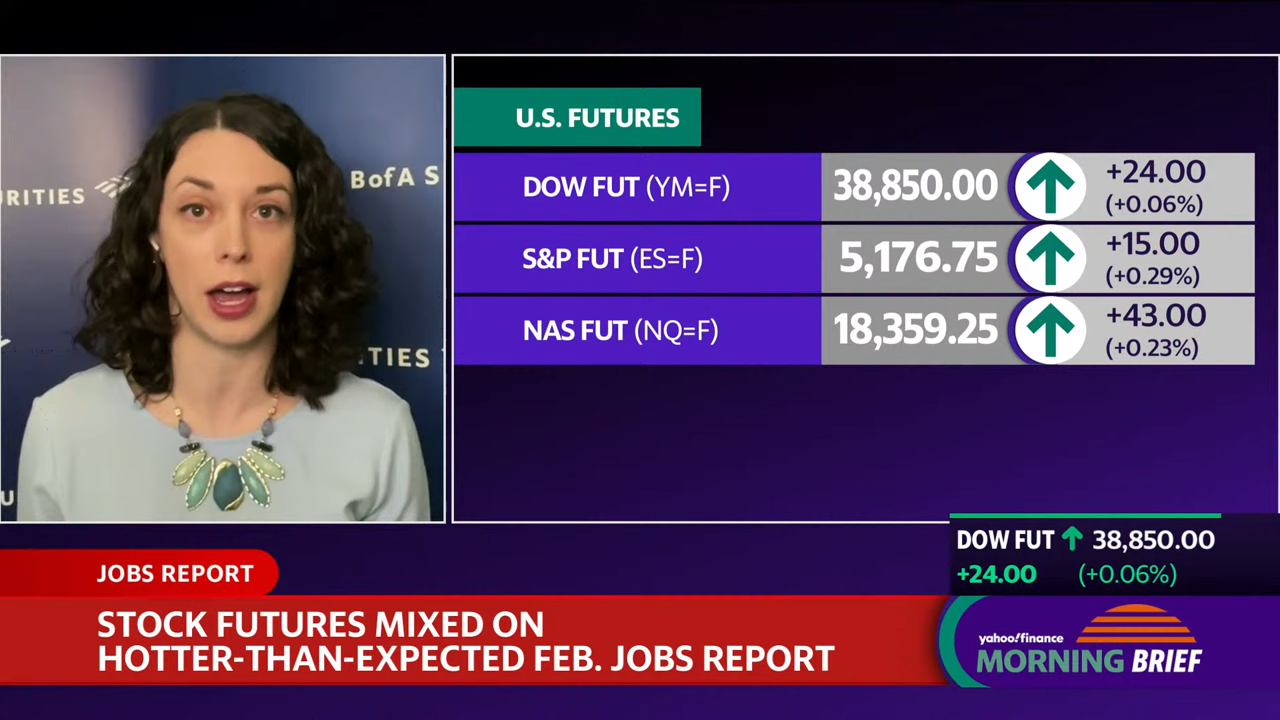 RITIES
BofA S
TIES
U
U.S. FUTURES
DOW FUT (YM=F) 38,850.00 +24.00 (+0.06%)
S&P FUT (ES=F) 5,176.75 +15.00 (+0.29%)
NAS FUT (NQ=F) 18,359.25 +43.00 (+0.23%)
DOW FUT 38,850.00
+24.00 (+0.06%)
JOBS REPORT
STOCK FUTURES MIXED ON
HOTTER-THAN-EXPECTED FEB. JOBS REPORT
yahoo!finance
MORNING BRIEF